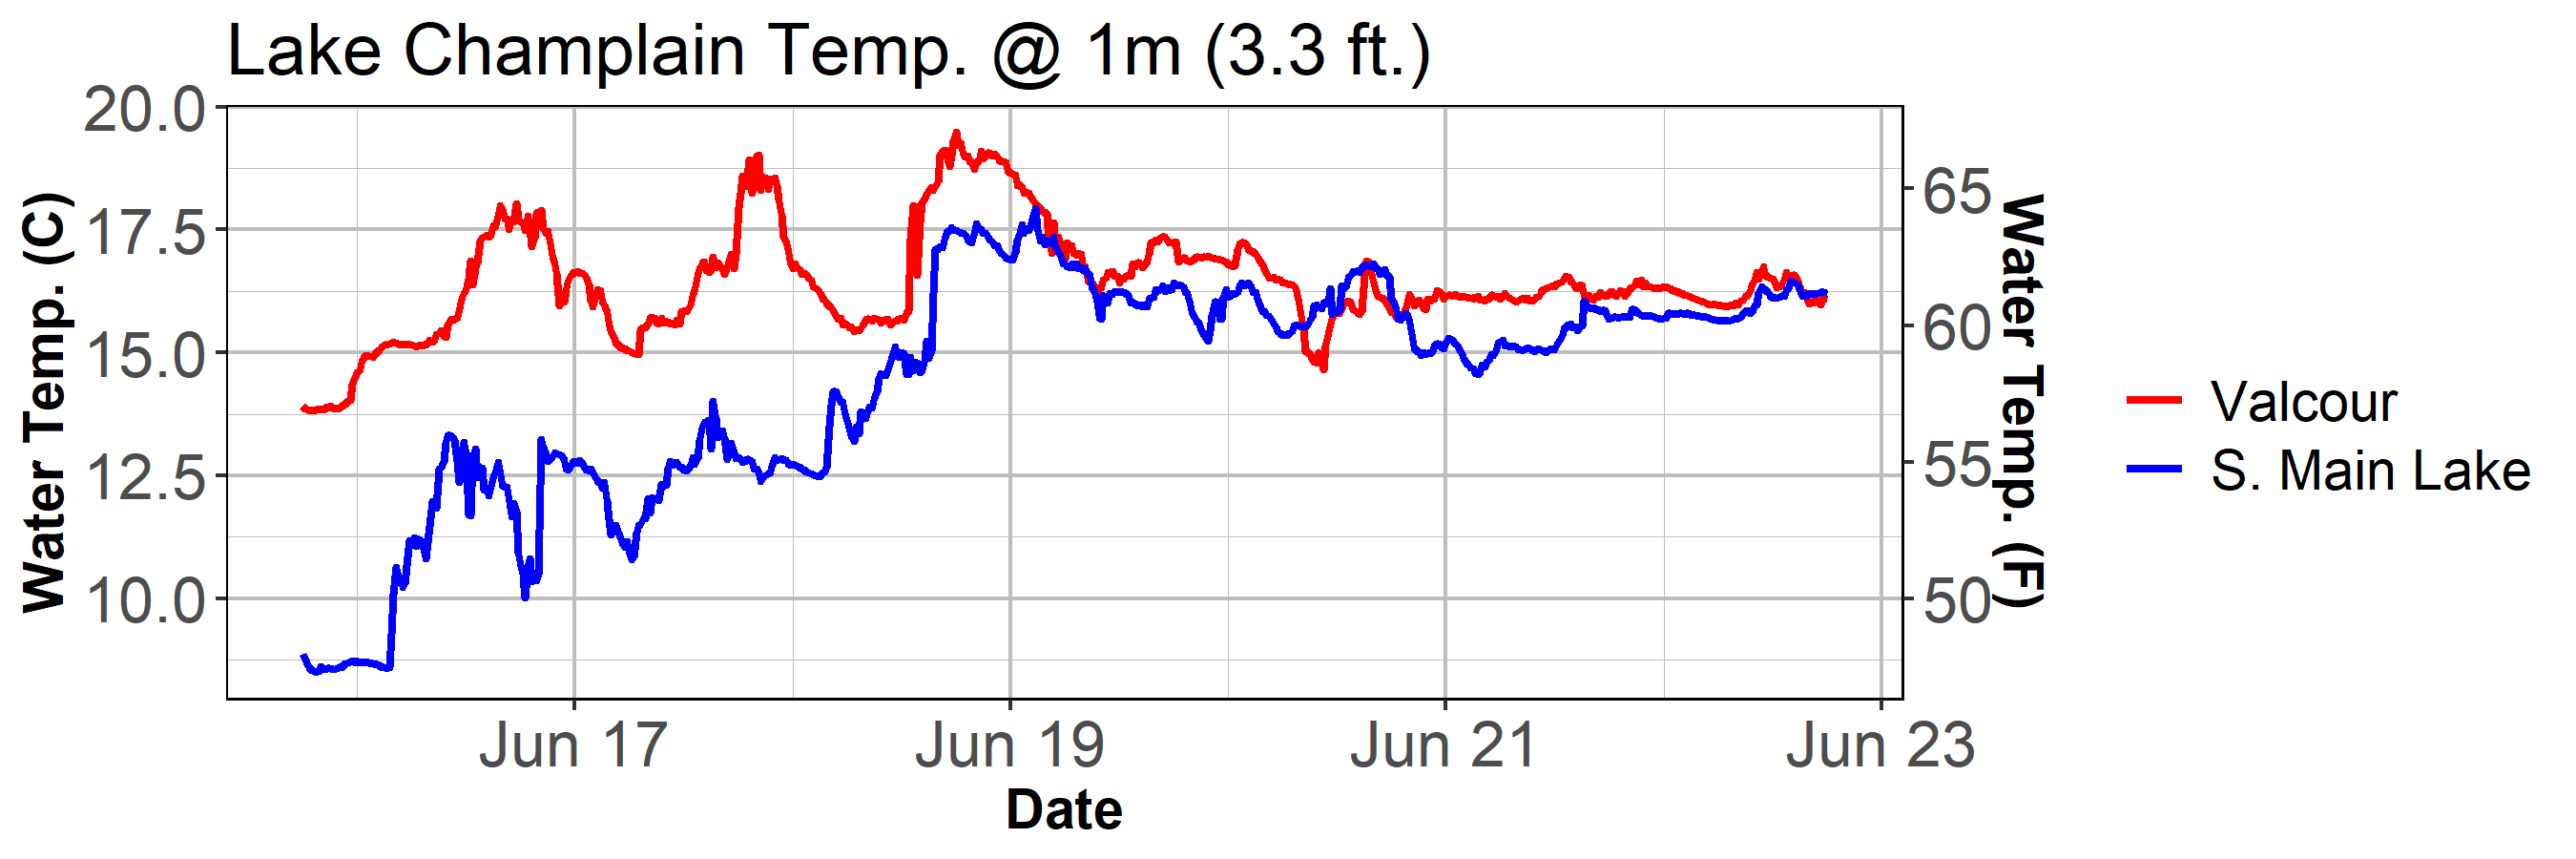 Lake Champlain Temp. @ 1m (3.3 ft.)
Water Temp. (C)
20.0
17.5
15.0
12.5
10.0
65
60
55
50
Water Temp. (F)
Jun 17
Jun 19
Jun 21
Jun 23
Date
Valcour
S. Main Lake